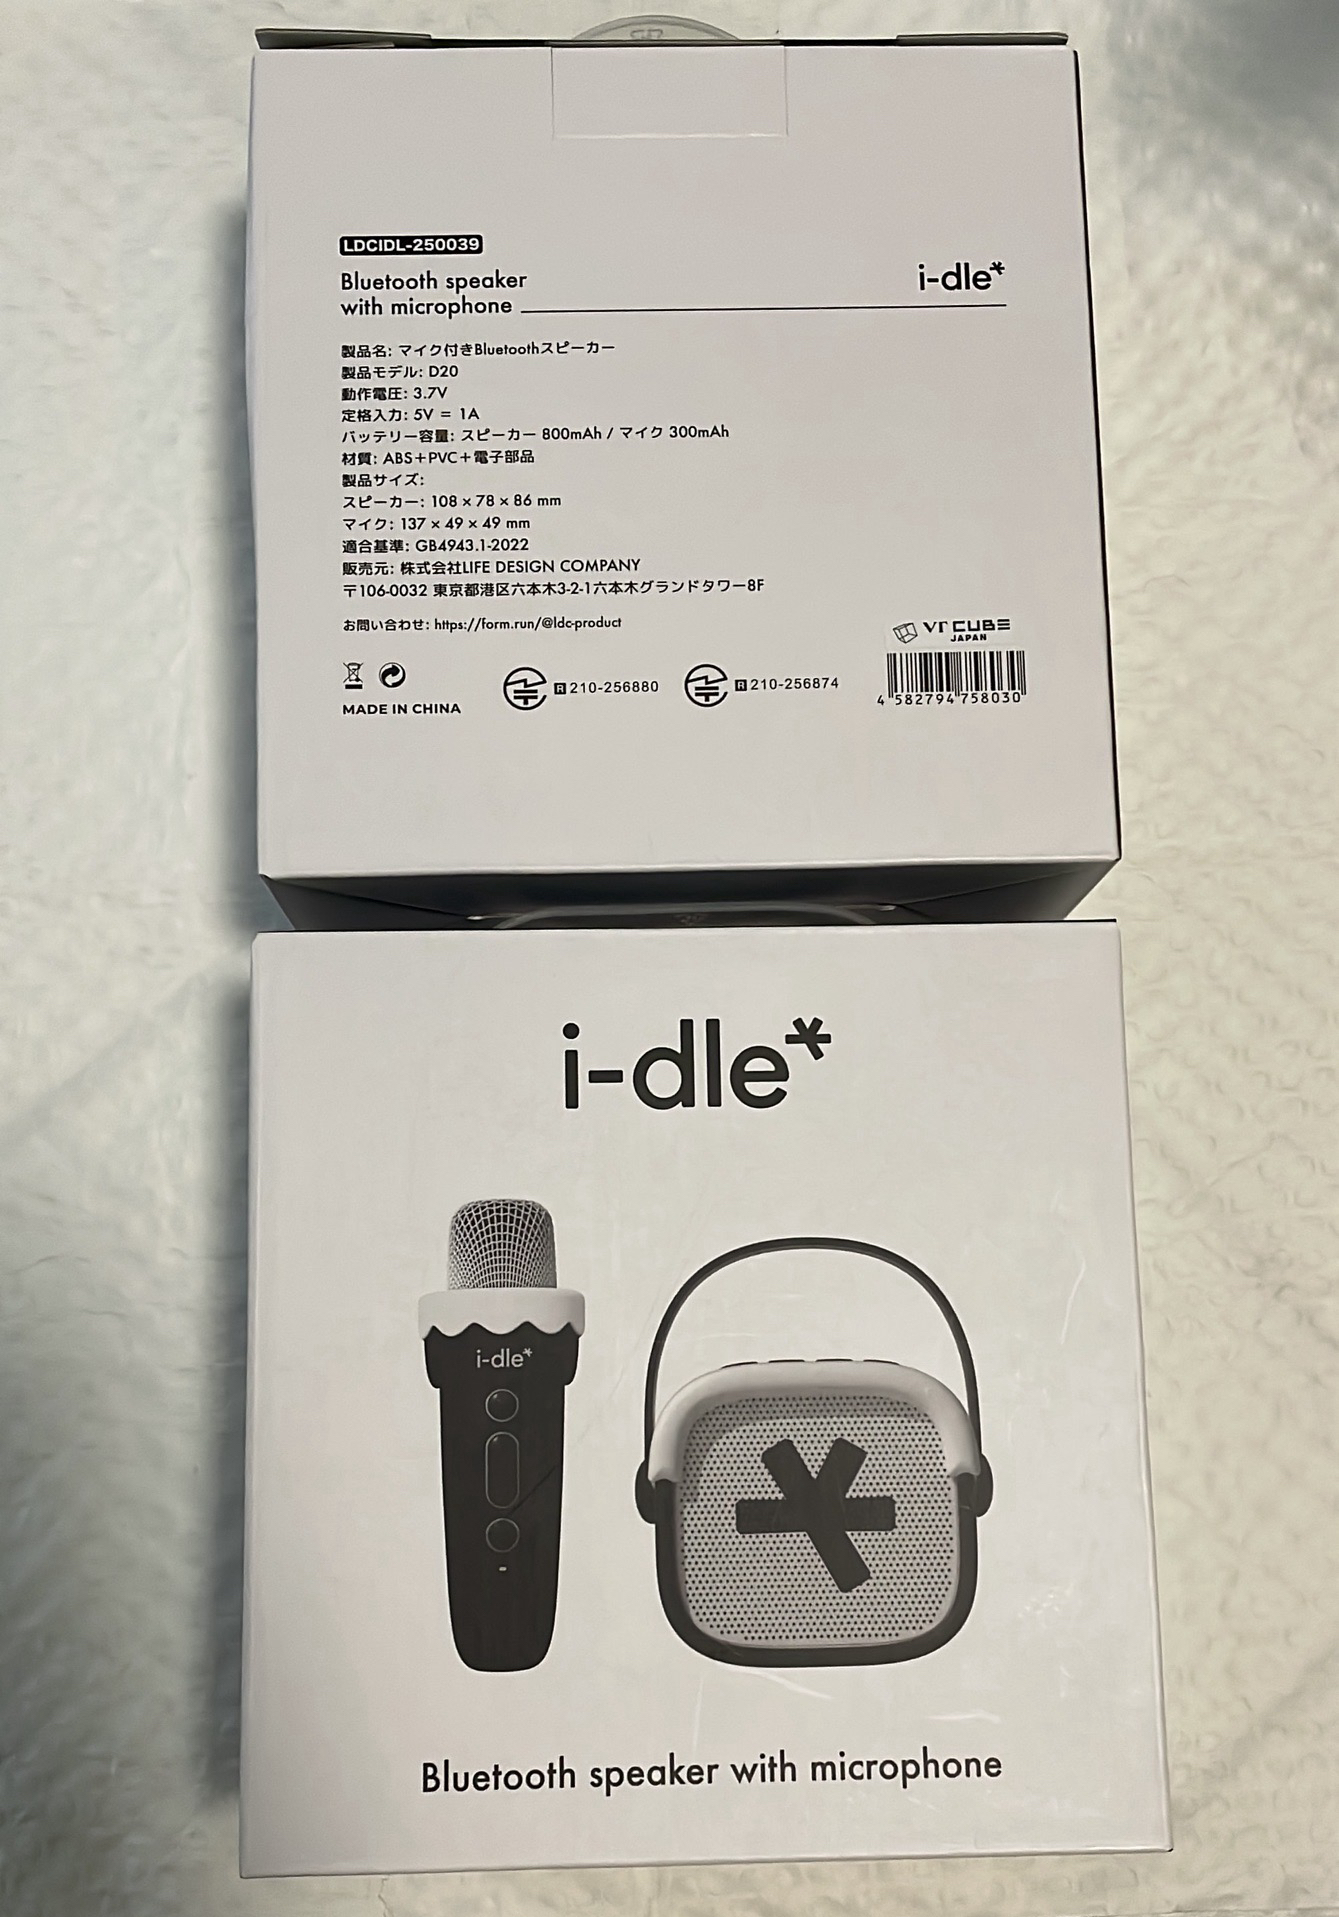 LDCIDL-250039
Bluetooth speaker
with microphone
i-dle*
製品名: マイク付きBluetoothスピーカー
製品モデル: D20
動作電圧: 3.7V
定格入力: 5V = 1A
バッテリー容量: スピーカー 800mAh / マイク 300mAh
材質: ABS+PVC+電子部品
製品サイズ:
スピーカー: 108 × 78 × 86 mm
マイク: 137 × 49 × 49 mm
適合基準: GB4943.1-2022
販売元: 株式会社LIFE DESIGN COMPANY
〒106-0032 東京都港区六本木3-2-1六本木グランドタワー8F
お問い合わせ: https://form.run/@ldc-product
MADE IN CHINA
R 210-256880
R 210-256874
VT CUBE
JAPAN
4 582794 758030
i-dle*
i-dle*
Bluetooth speaker with microphone